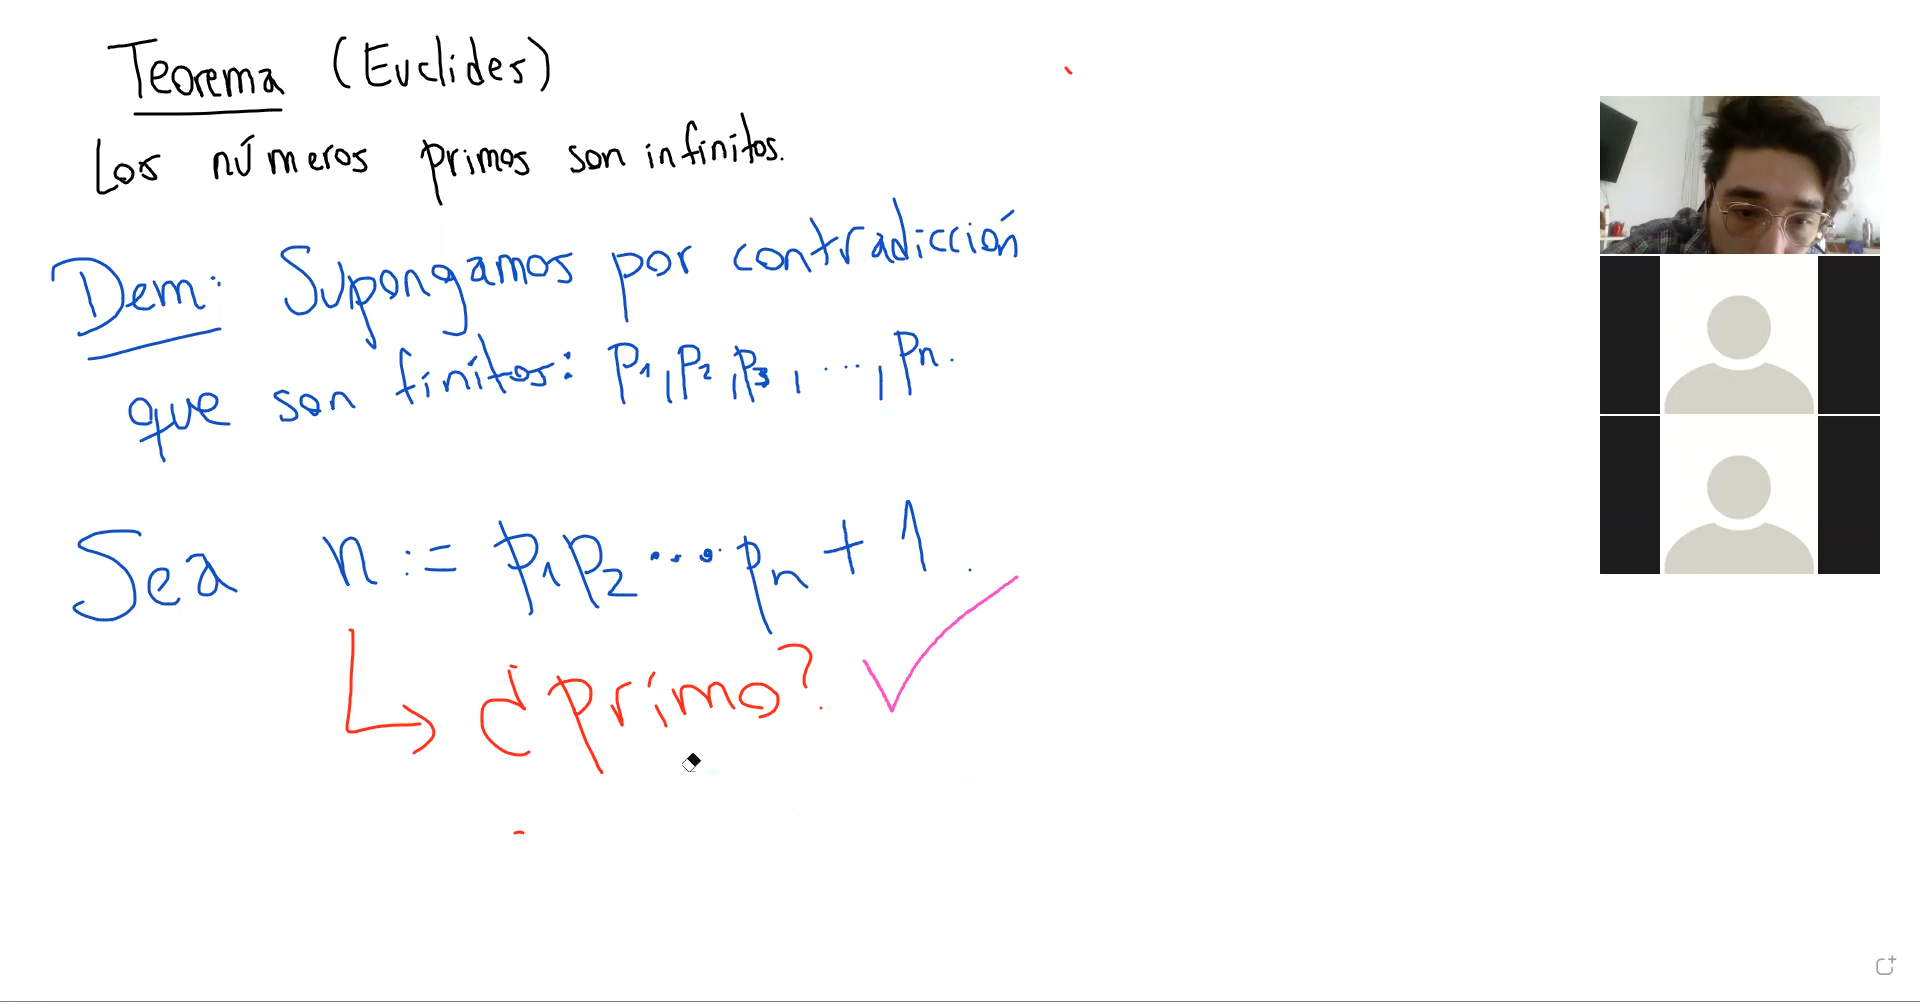 Teorema (Euclides)
Los números primos son infinitos.
Dem: Supongamos por contradicción
que son finitos: p₁, p₂, p₃, ..., pₙ.
Sea n := p₁p₂...pₙ + 1.
¿primo? ✓